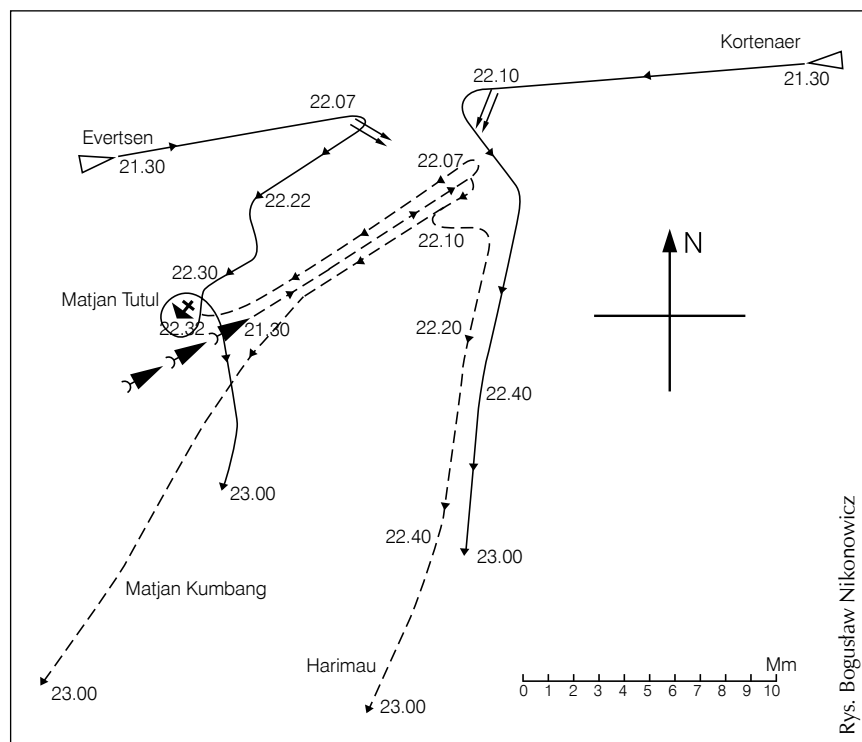 Kortenaer
22.10
21.30
22.07
Evertsen
21.30
22.07
22.22
22.10
N
22.30
Matjan Tutul
22.32
21.30
22.20
22.40
23.00
22.40
23.00
Matjan Kumbang
Harimau
Mm
0 1 2 3 4 5 6 7 8 9 10
23.00
23.00
Rys. Bogusław Nikonowicz